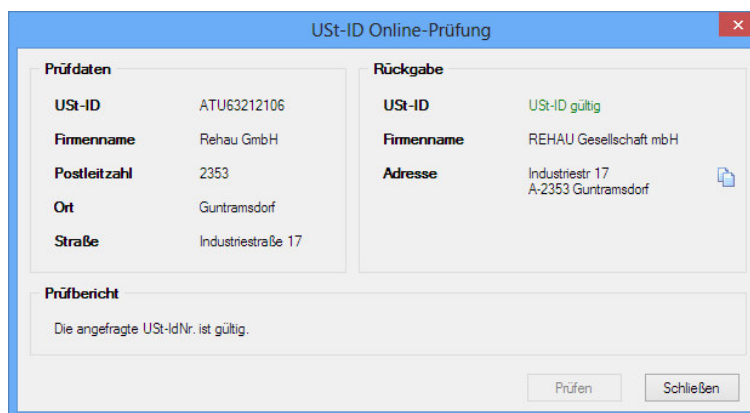 USt-ID Online-Prüfung
Prüfdaten
USt-ID ATU63212106
Firmenname Rehau GmbH
Postleitzahl 2353
Ort Guntramsdorf
Straße Industriestraße 17
Rückgabe
USt-ID USt-ID gültig
Firmenname REHAU Gesellschaft mbH
Adresse Industriestr 17
A-2353 Guntramsdorf
Prüfbericht
Die angefragte USt-IdNr. ist gültig.
Prüfen Schließen